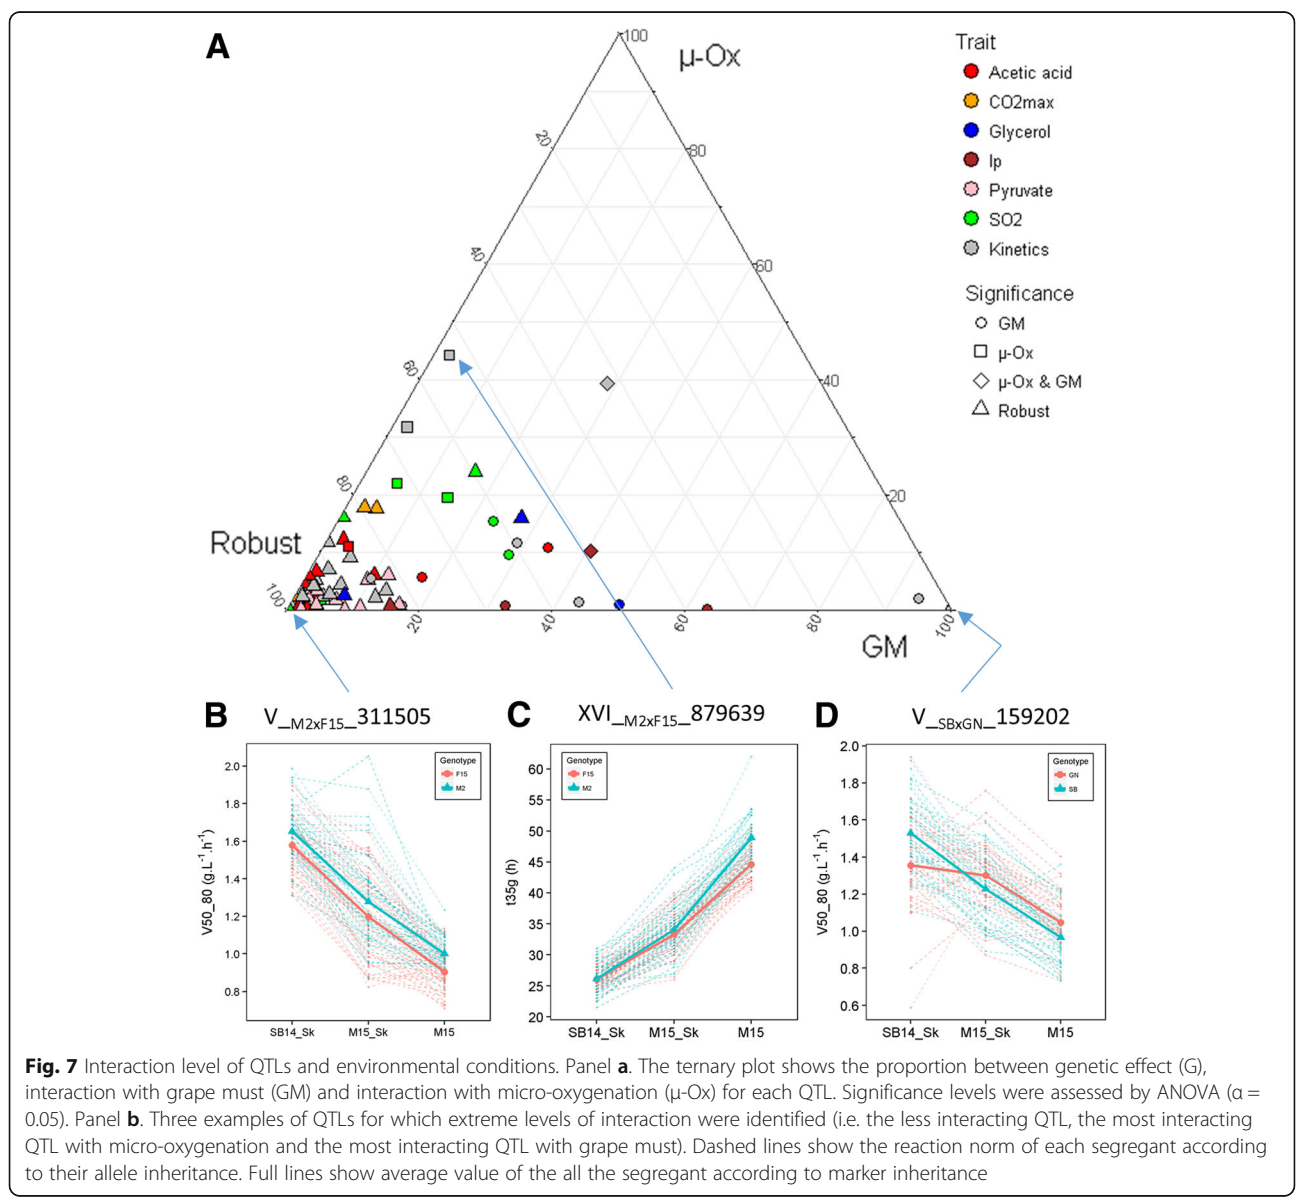 A
μ-Ox
100
20
80
40
60
60
40
80
20
100
20
40
60
80
100
Robust
GM
Trait
Acetic acid
CO2max
Glycerol
Ip
Pyruvate
SO2
Kinetics
Significance
GM
μ-Ox
μ-Ox & GM
Robust
B V_M2xF15_311505
V50_80 (g.L-1.h-1)
2.0
1.8
1.6
1.4
1.2
1.0
0.8
Genotype
F15
M2
SB14_Sk M15_Sk M15
C XVI_M2xF15_879639
t35g (h)
60
55
50
45
40
35
30
25
20
Genotype
F15
M2
SB14_Sk M15_Sk M15
D V_SBxGN_159202
V50_80 (g.L-1.h-1)
2.0
1.8
1.6
1.4
1.2
1.0
0.8
0.6
Genotype
GN
SB
SB14_Sk M15_Sk M15
Fig. 7 Interaction level of QTLs and environmental conditions. Panel a. The ternary plot shows the proportion between genetic effect (G),
interaction with grape must (GM) and interaction with micro-oxygenation (μ-Ox) for each QTL. Significance levels were assessed by ANOVA (α =
0.05). Panel b. Three examples of QTLs for which extreme levels of interaction were identified (i.e. the less interacting QTL, the most interacting
QTL with micro-oxygenation and the most interacting QTL with grape must). Dashed lines show the reaction norm of each segregant according
to their allele inheritance. Full lines show average value of the all the segregant according to marker inheritance